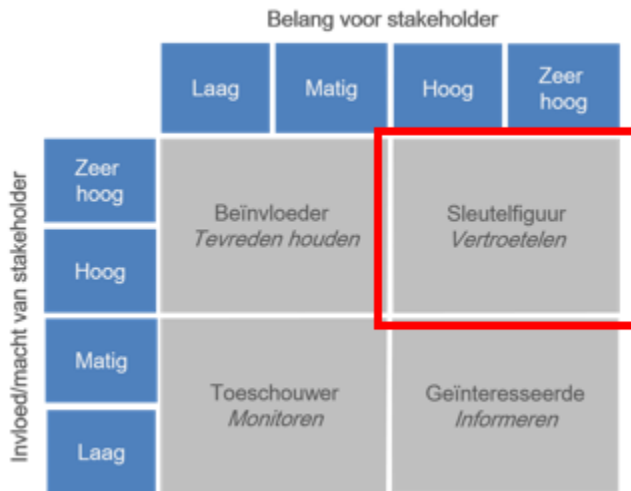 Belang voor stakeholder
Laag
Matig
Hoog
Zeer
hoog
Invloed/macht van stakeholder
Zeer
hoog
Beïnvloeder
Tevreden houden
Sleutelfiguur
Vertroetelen
Hoog
Matig
Toeschouwer
Monitoren
Geïnteresseerde
Informeren
Laag